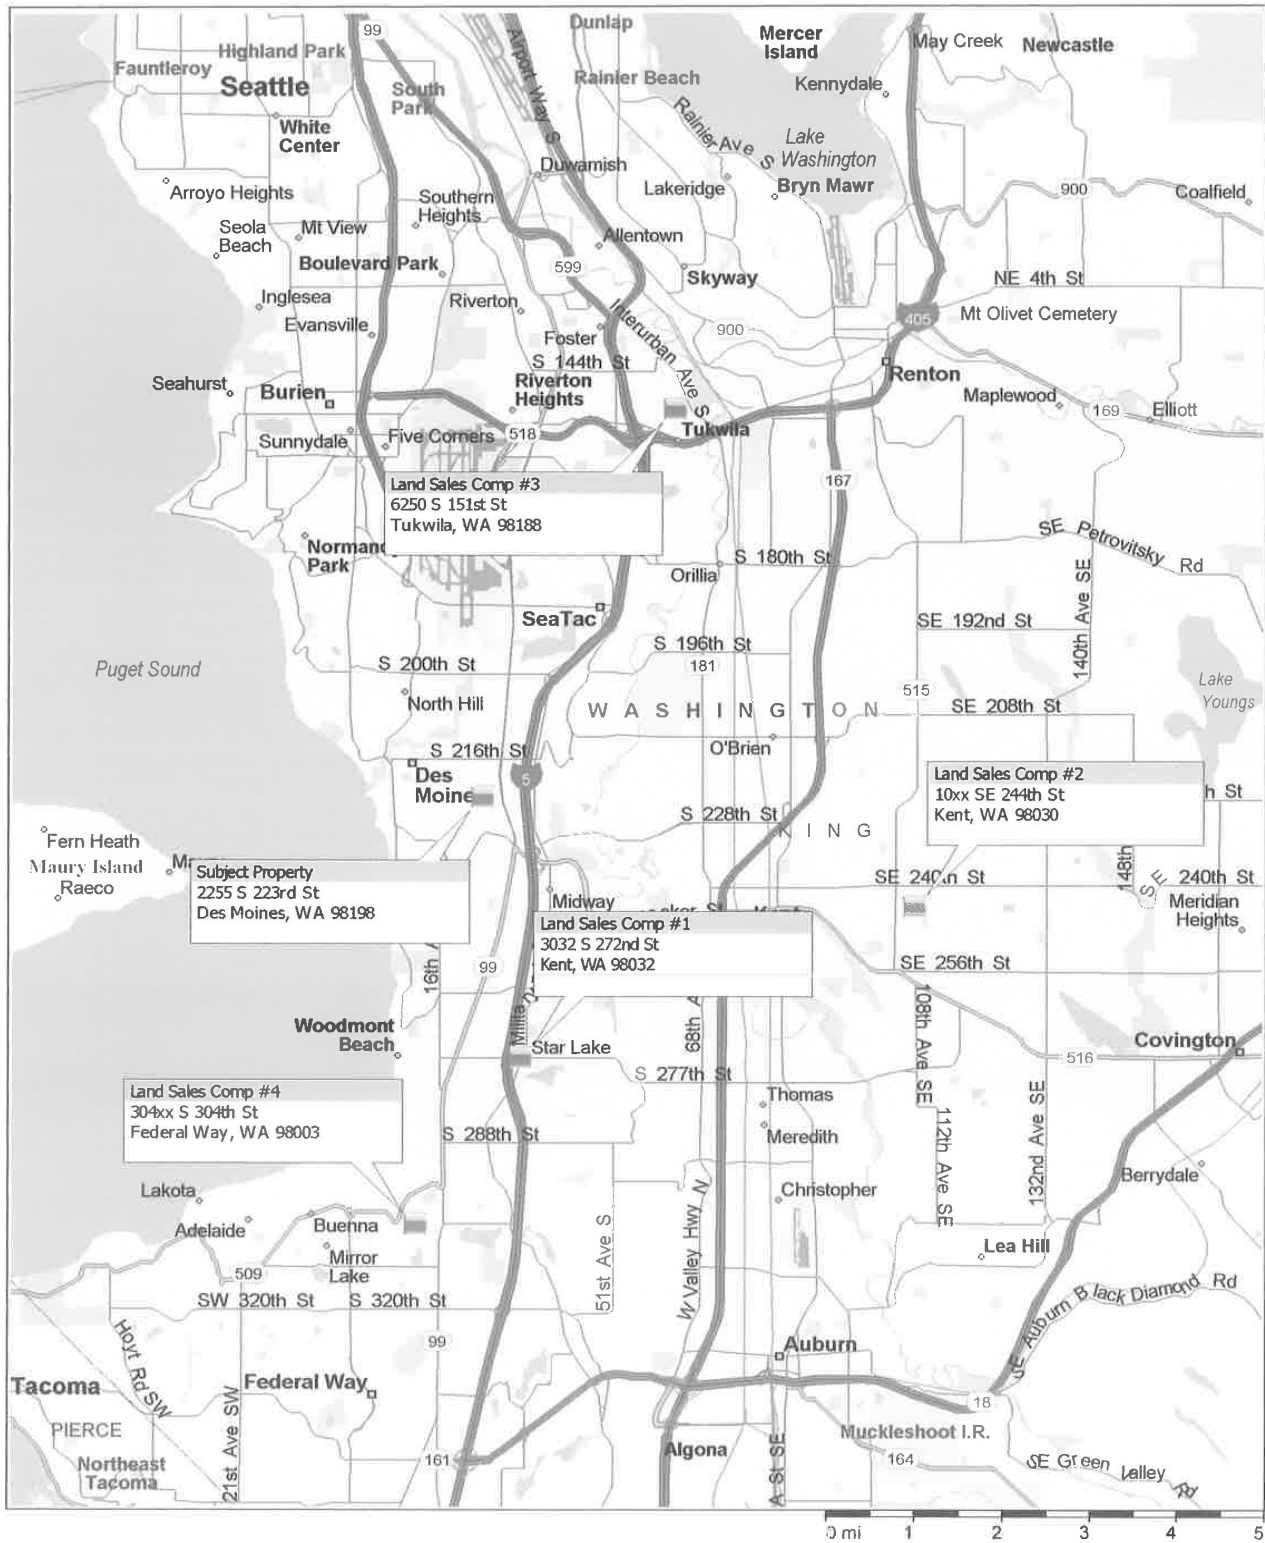 99
Dunlap
Airport Way S
Mercer
Island
May Creek
Newcastle
Highland Park
Fauntleroy
Seattle
South
Park
Rainier Beach
Kennydale
White
Center
Rainier Ave S
Lake
Washington
Duwamish
Arroyo Heights
Southern
Heights
Lakeridge
Bryn Mawr
900
Coalfield
Seola
Beach
Mt View
Allentown
Boulevard Park
599
Skyway
NE 4th St
Inglesea
Riverton
Interurban Ave S
405
Mt Olivet Cemetery
Evansville
Foster
900
S 144th St
Riverton
Heights
Renton
Seahurst
Burien
Maplewood
169
Elliott
Tukwila
Sunnydale
Five Corners
518
167
Land Sales Comp #3
6250 S 151st St
Tukwila, WA 98188
SE Petrovitsky Rd
Park
S 180th St
Orillia
140th Ave SE
SeaTac
SE 192nd St
S 196th St
Puget Sound
S 200th St
181
515
Lake
Youngs
North Hill
WASHINGTON
SE 208th St
O'Brien
S 216th St
Des
Moine
5
Land Sales Comp #2
10xx SE 244th St
Kent, WA 98030
h St
S 228th St
KING
Fern Heath
Maury Island
Raeco
Subject Property
2255 S 223rd St
Des Moines, WA 98198
148th
SE 240th St
SE 240th St
Midway
Meridian
Heights
Land Sales Comp #1
3032 S 272nd St
Kent, WA 98032
16th A
99
SE 256th St
68th A
108th Ave SE
Woodmont
Beach
Milita
Star Lake
Covington
516
S 277th St
Land Sales Comp #4
304xx S 304th St
Federal Way, WA 98003
Thomas
Meredith
S 288th St
112th Ave SE
132nd Ave SE
Berrydale
Lakota
Christopher
Adelaide
Buenna
W Valley Hwy N
51st Ave S
Lea Hill
Mirror
Lake
509
SW 320th St
S 320th St
SE Auburn Black Diamond Rd
Hoyt Rd SW
99
Auburn
Tacoma
Federal Way
21st Ave SW
18
PIERCE
Muckleshoot I.R.
Algona
A St SE
161
164
Northeast
Tacoma
SE Green Valley Rd
0 mi 1 2 3 4 5